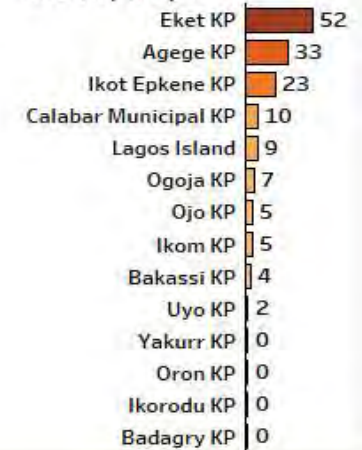 Eket KP 52
Agege KP 33
Ikot Epkene KP 23
Calabar Municipal KP 10
Lagos Island 9
Ogoja KP 7
Ojo KP 5
Ikom KP 5
Bakassi KP 4
Uyo KP 2
Yakurr KP 0
Oron KP 0
Ikorodu KP 0
Badagry KP 0